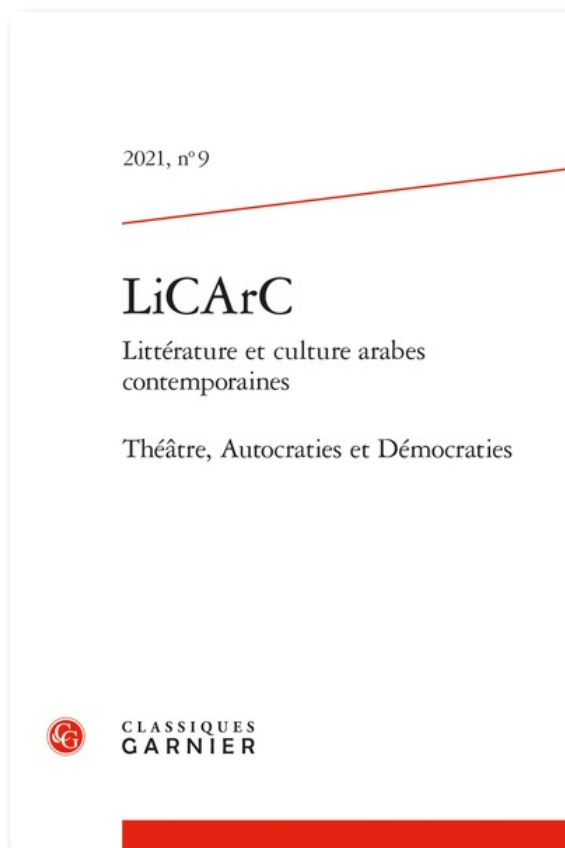 2021, nº 9
LiCArC
Littérature et culture arabes
contemporaines
Théâtre, Autocraties et Démocraties
CG
CLASSIQUES
GARNIER